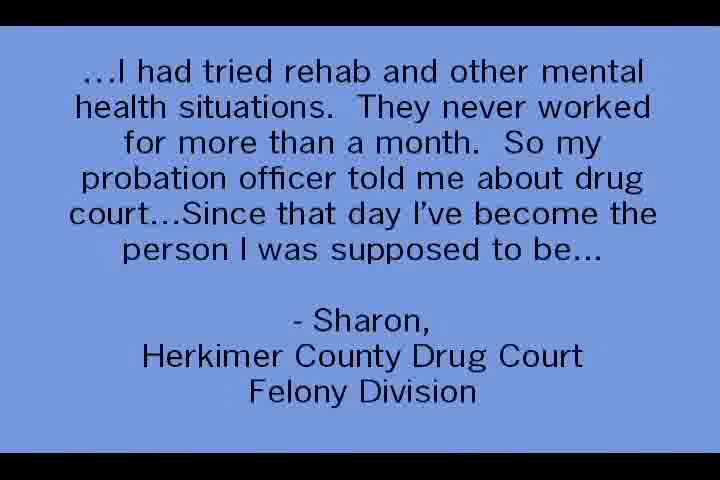 ...I had tried rehab and other mental
health situations.  They never worked
for more than a month.  So my
probation officer told me about drug
court...Since that day I've become the
person I was supposed to be...
- Sharon,
Herkimer County Drug Court
Felony Division